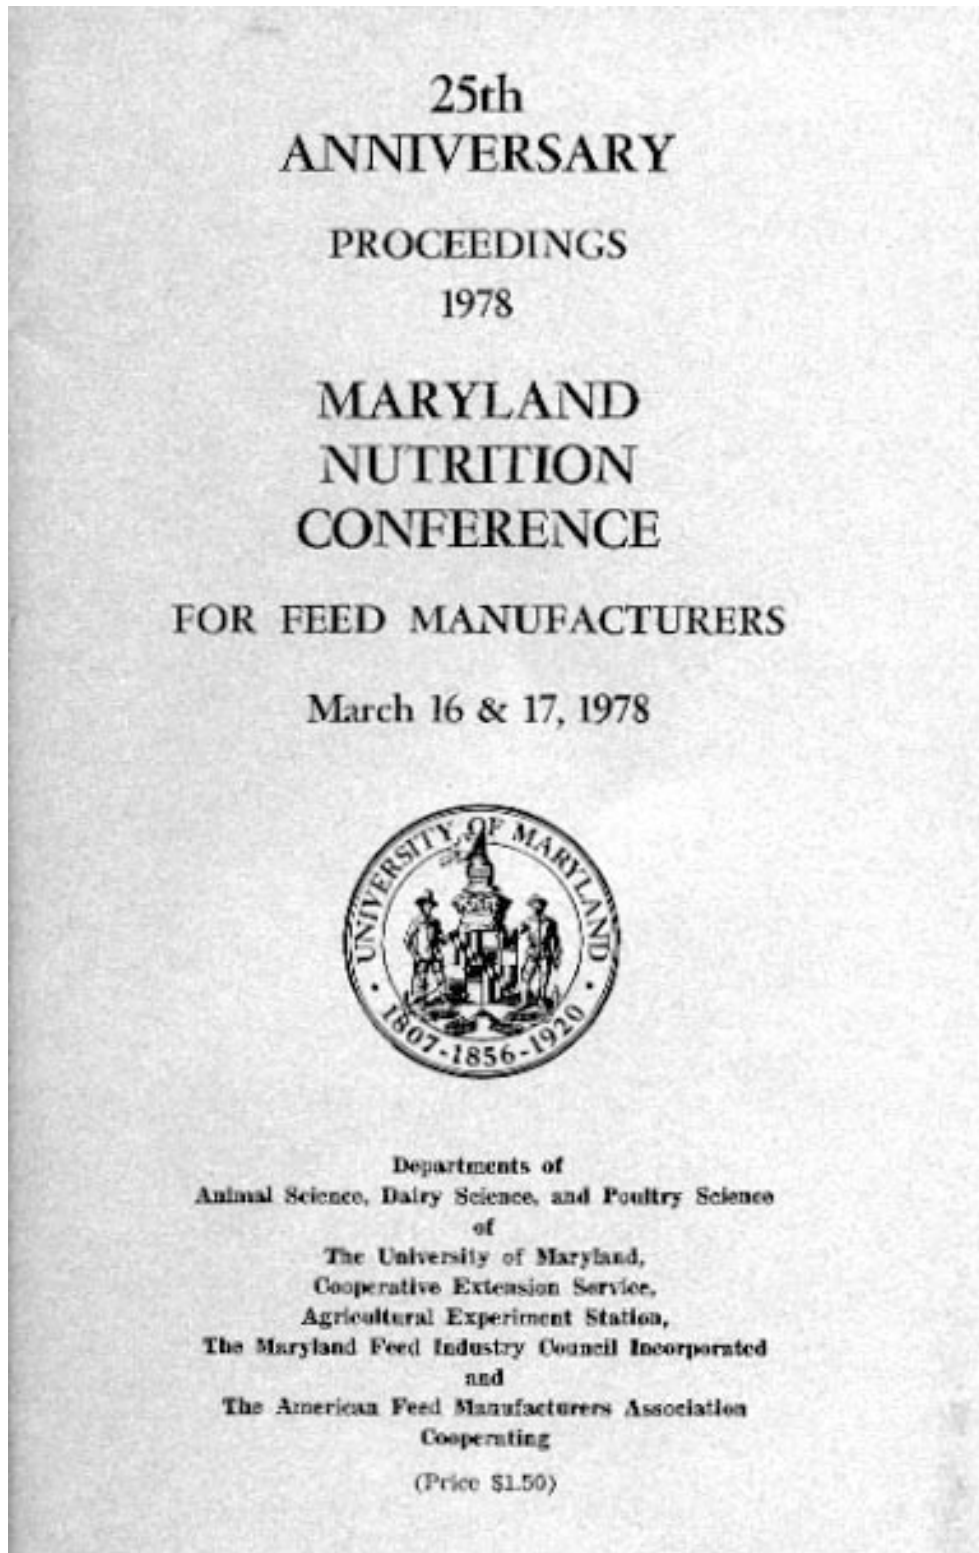 25th
ANNIVERSARY
PROCEEDINGS
1978
MARYLAND
NUTRITION
CONFERENCE
FOR FEED MANUFACTURERS
March 16 & 17, 1978
UNIVERSITY OF MARYLAND
• 1807-1856-1920 •
Departments of
Animal Science, Dairy Science, and Poultry Science
of
The University of Maryland,
Cooperative Extension Service,
Agricultural Experiment Station,
The Maryland Feed Industry Council Incorporated
and
The American Feed Manufacturers Association
Cooperating
(Price $1.50)